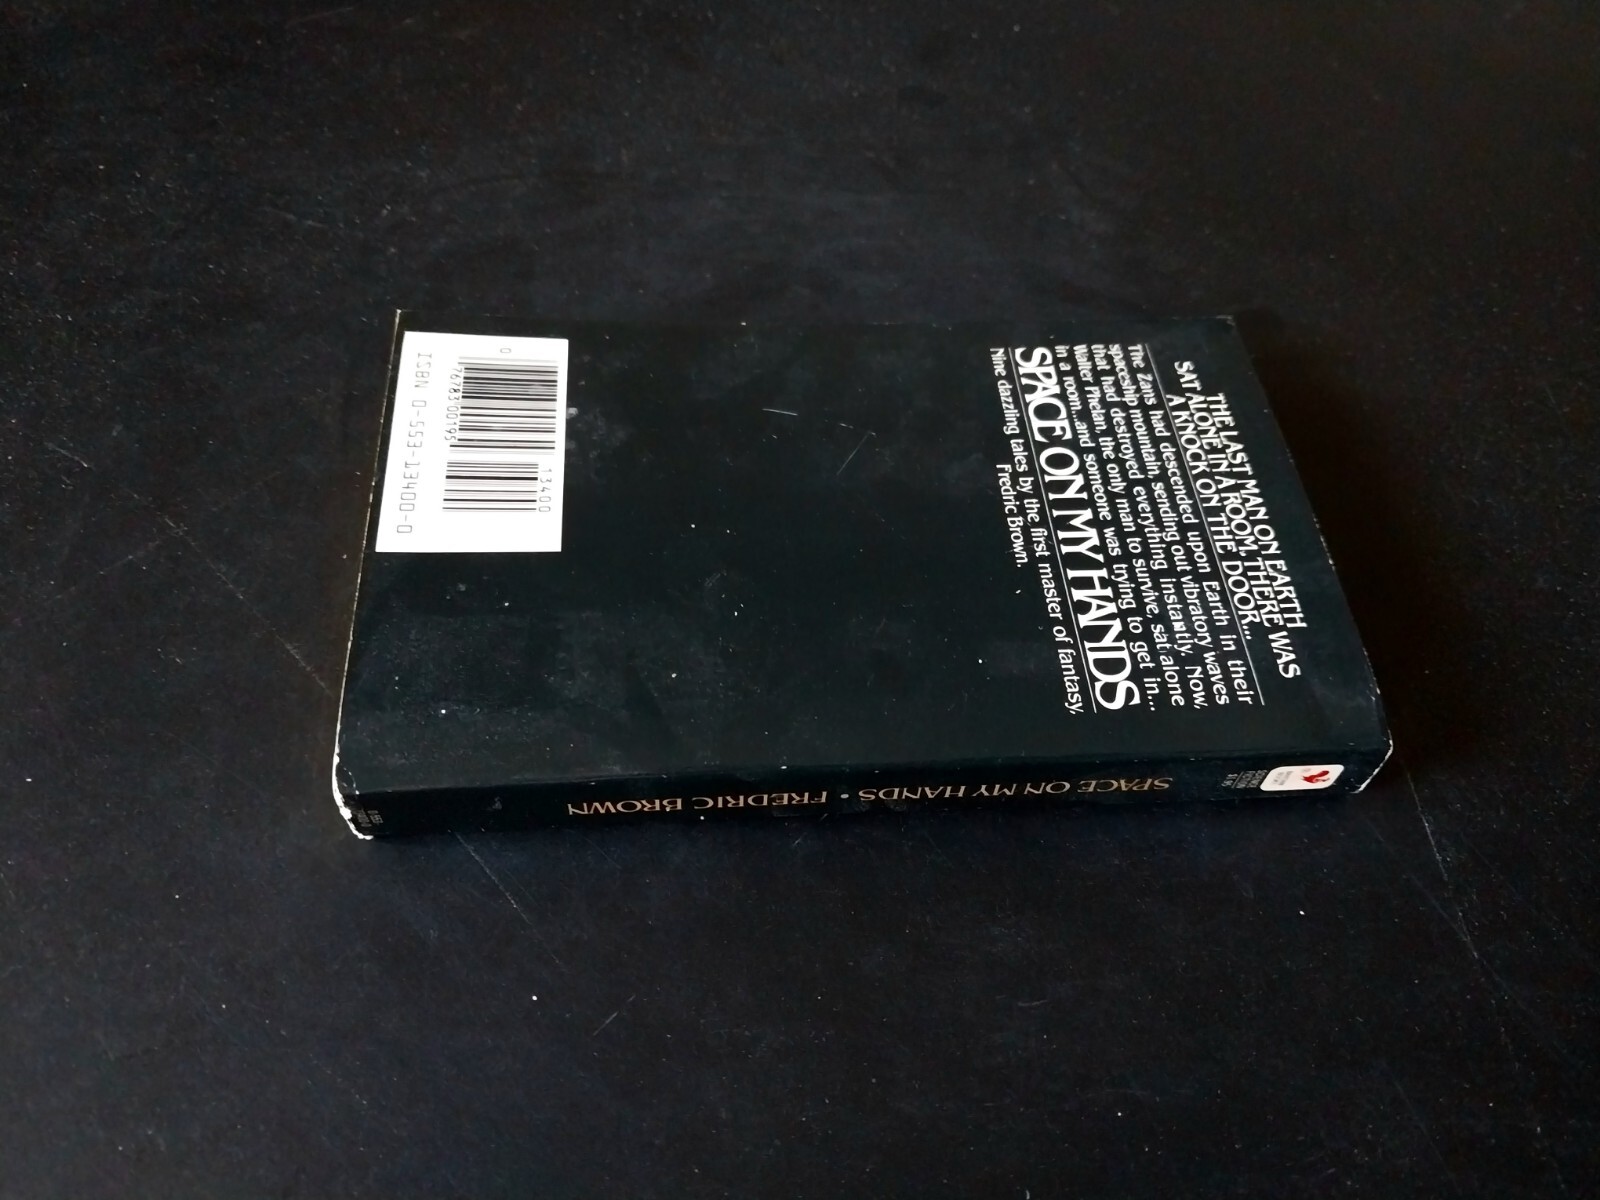 THE LAST MAN ON EARTH
SAT ALONE IN A ROOM. THERE WAS
A KNOCK ON THE DOOR...
The Zans had descended upon Earth in their
spaceship mountain, sending out vibratory waves
that had destroyed everything instantly. Now,
Walter Phelan, the only man to survive, sat alone
in a room...and someone was trying to get in...
SPACE ON MY HANDS
Nine dazzling tales by the first master of fantasy,
Fredric Brown.
0
76783 00195
13400
ISBN 0-553-13400-0
SPACE ON MY HANDS • FREDRIC BROWN